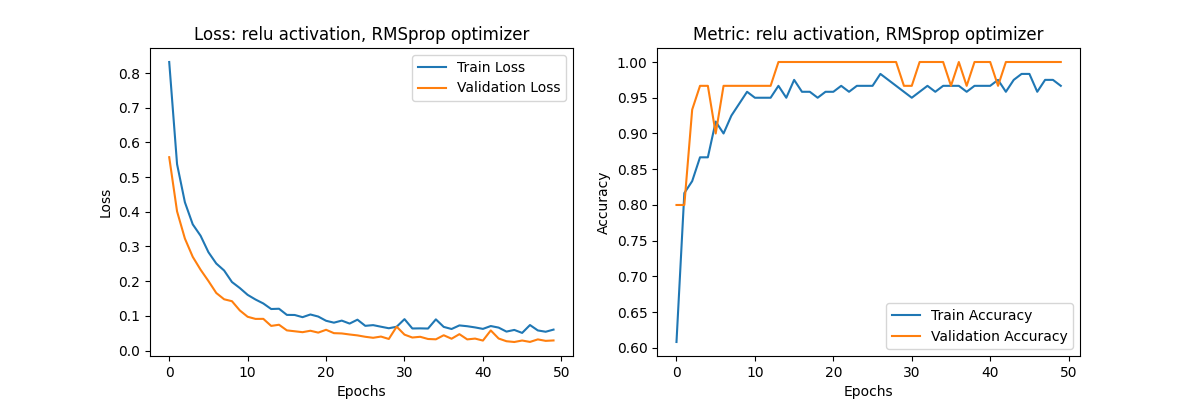 Loss: relu activation, RMSprop optimizer
Train Loss
Validation Loss
Loss
0.8
0.7
0.6
0.5
0.4
0.3
0.2
0.1
0.0
0 10 20 30 40 50
Epochs
Metric: relu activation, RMSprop optimizer
Accuracy
1.00
0.95
0.90
0.85
0.80
0.75
0.70
0.65
0.60
Train Accuracy
Validation Accuracy
0 10 20 30 40 50
Epochs